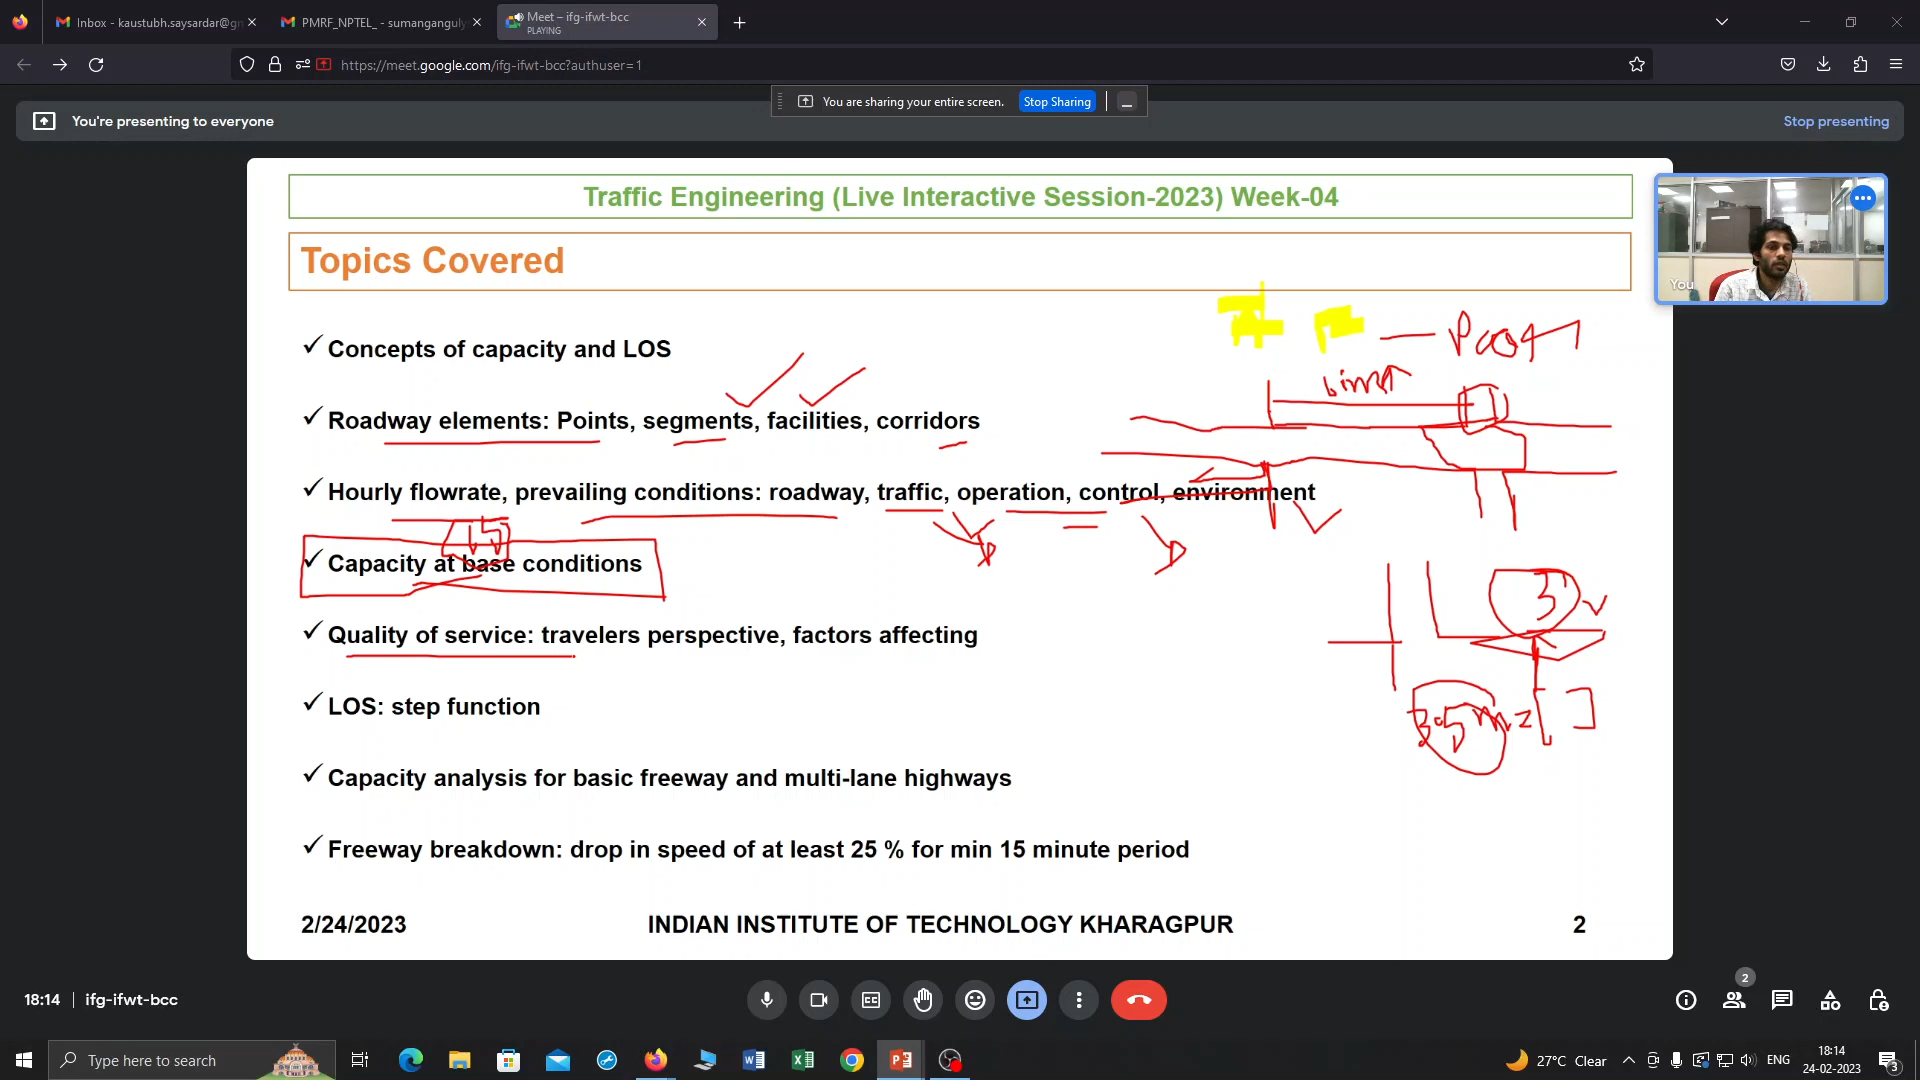 Inbox - kaustubh.saysardar@gm
PMRF_NPTEL_ - sumanganguly
Meet – ifg-ifwt-bcc
PLAYING
https://meet.google.com/ifg-ifwt-bcc?authuser=1
You are sharing your entire screen.
Stop Sharing
You're presenting to everyone
Stop presenting
Traffic Engineering (Live Interactive Session-2023) Week-04
Topics Covered
You
✓ Concepts of capacity and LOS
✓ Roadway elements: Points, segments, facilities, corridors
✓ Hourly flowrate, prevailing conditions: roadway, traffic, operation, control, environment
15
✓ Capacity at base conditions
3
✓ Quality of service: travelers perspective, factors affecting
✓ LOS: step function
3.5m
✓ Capacity analysis for basic freeway and multi-lane highways
✓ Freeway breakdown: drop in speed of at least 25 % for min 15 minute period
2/24/2023 INDIAN INSTITUTE OF TECHNOLOGY KHARAGPUR 2
18:14 | ifg-ifwt-bcc
2
Type here to search
27°C Clear
ENG
18:14
24-02-2023
3